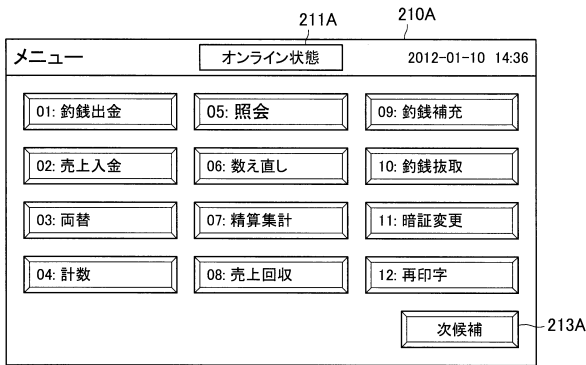 211A
210A
メニュー オンライン状態 2012-01-10 14:36
01: 釣銭出金 05: 照会 09: 釣銭補充
02: 売上入金 06: 数え直し 10: 釣銭抜取
03: 両替 07: 精算集計 11: 暗証変更
04: 計数 08: 売上回収 12: 再印字
次候補 213A